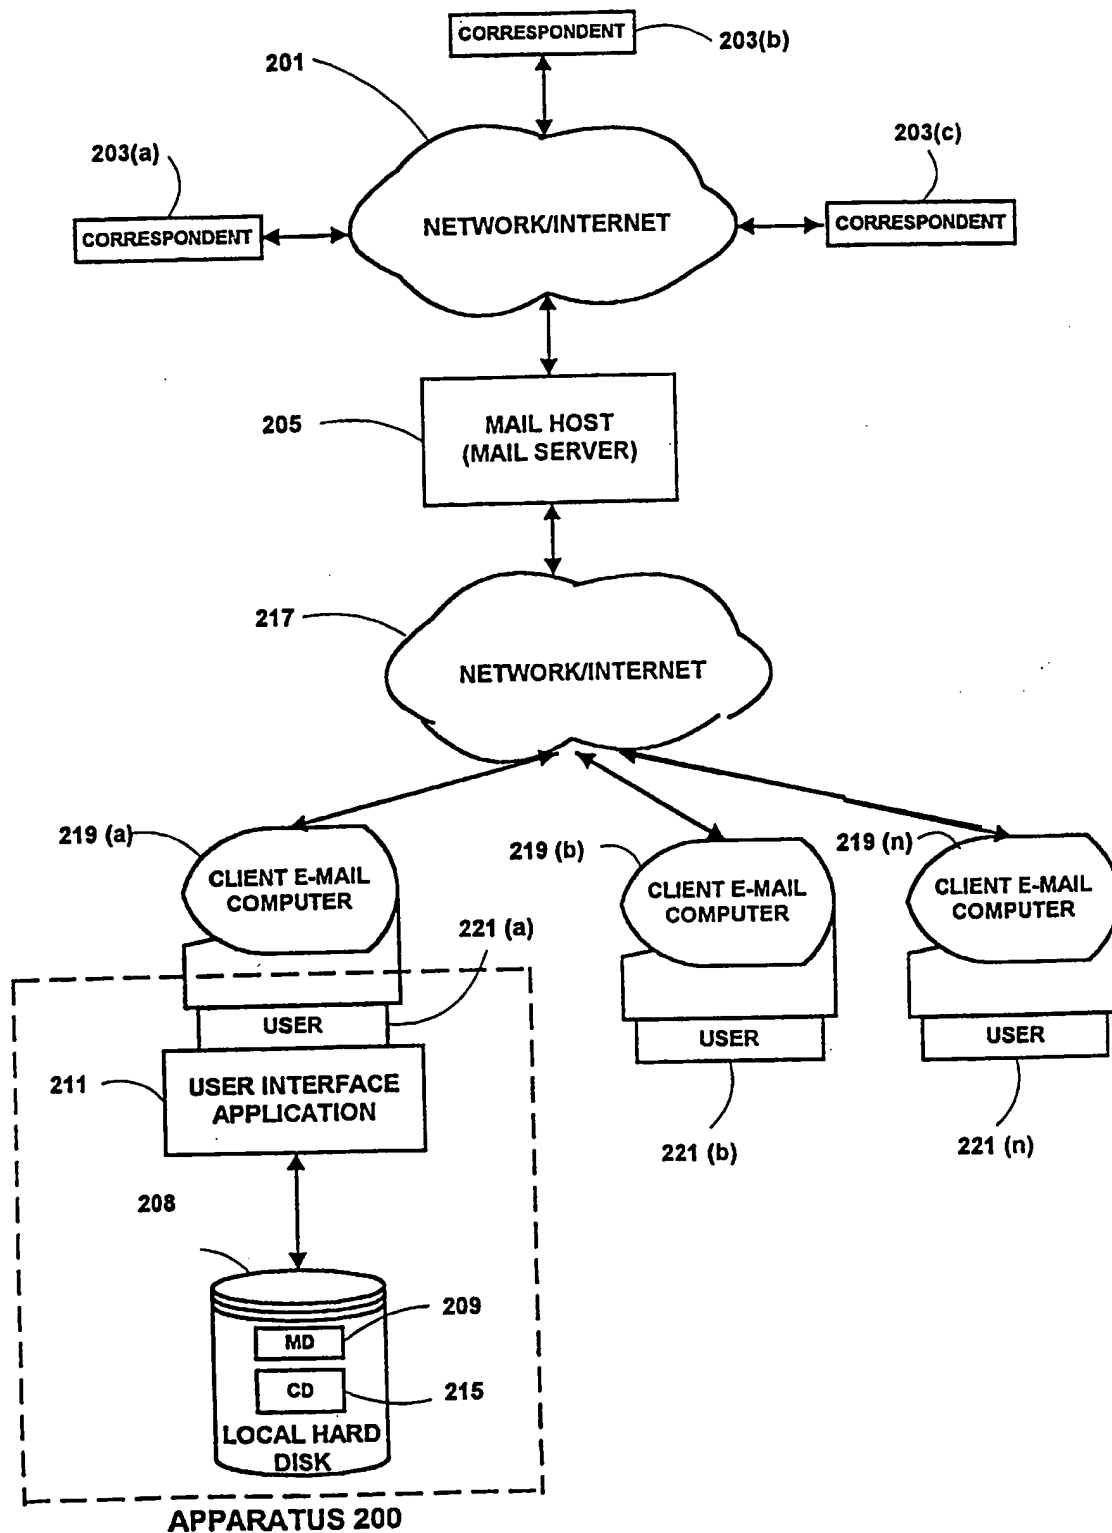 CORRESPONDENT
203(b)
201
203(a)
203(c)
CORRESPONDENT
NETWORK/INTERNET
CORRESPONDENT
205
MAIL HOST
(MAIL SERVER)
217
NETWORK/INTERNET
219 (a)
CLIENT E-MAIL
COMPUTER
219 (b)
CLIENT E-MAIL
COMPUTER
219 (n)
CLIENT E-MAIL
COMPUTER
221 (a)
USER
USER
USER
211
USER INTERFACE
APPLICATION
221 (b)
221 (n)
208
209
MD
215
CD
LOCAL HARD
DISK
APPARATUS 200